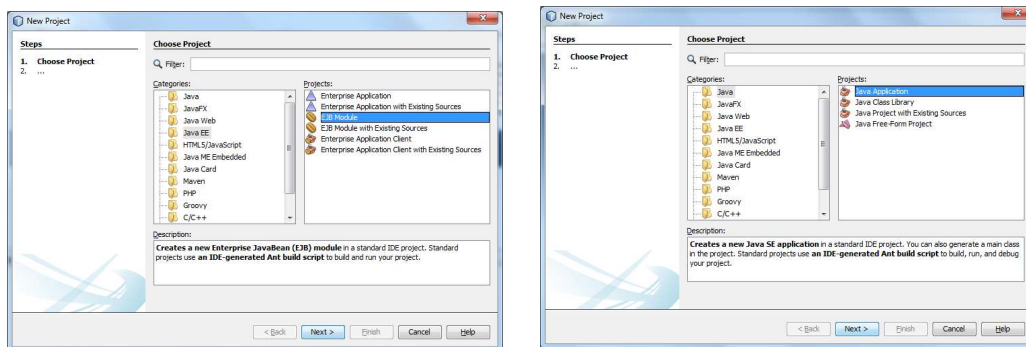 New Project
Steps
1. Choose Project
2. ...
Choose Project
Filter:
Categories:
Java
JavaFX
Java Web
Java EE
HTML5/JavaScript
Java ME Embedded
Java Card
Maven
PHP
Groovy
C/C++
Projects:
Enterprise Application
Enterprise Application with Existing Sources
EJB Module
EJB Module with Existing Sources
Enterprise Application Client
Enterprise Application Client with Existing Sources
Description:
Creates a new Enterprise JavaBean (EJB) module in a standard IDE project. Standard
projects use an IDE-generated Ant build script to build and run your project.
< Back
Next >
Finish
Cancel
Help
New Project
Steps
1. Choose Project
2. ...
Choose Project
Filter:
Categories:
Java
JavaFX
Java Web
Java EE
HTML5/JavaScript
Java ME Embedded
Java Card
Maven
PHP
Groovy
C/C++
Projects:
Java Application
Java Class Library
Java Project with Existing Sources
Java Free-Form Project
Description:
Creates a new Java SE application in a standard IDE project. You can also generate a main class
in the project. Standard projects use an IDE-generated Ant build script to build, run, and debug
your project.
< Back
Next >
Finish
Cancel
Help